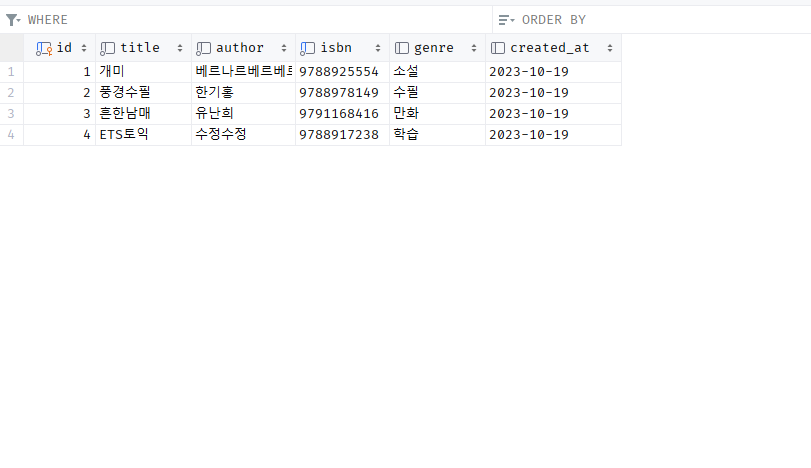 WHERE ORDER BY
id title author isbn genre created_at
1 1 개미 베르나르베르베르 9788925554 소설 2023-10-19
2 2 풍경수필 한기홍 9788978149 수필 2023-10-19
3 3 흔한남매 유난희 9791168416 만화 2023-10-19
4 4 ETS토익 수정수정 9788917238 학습 2023-10-19